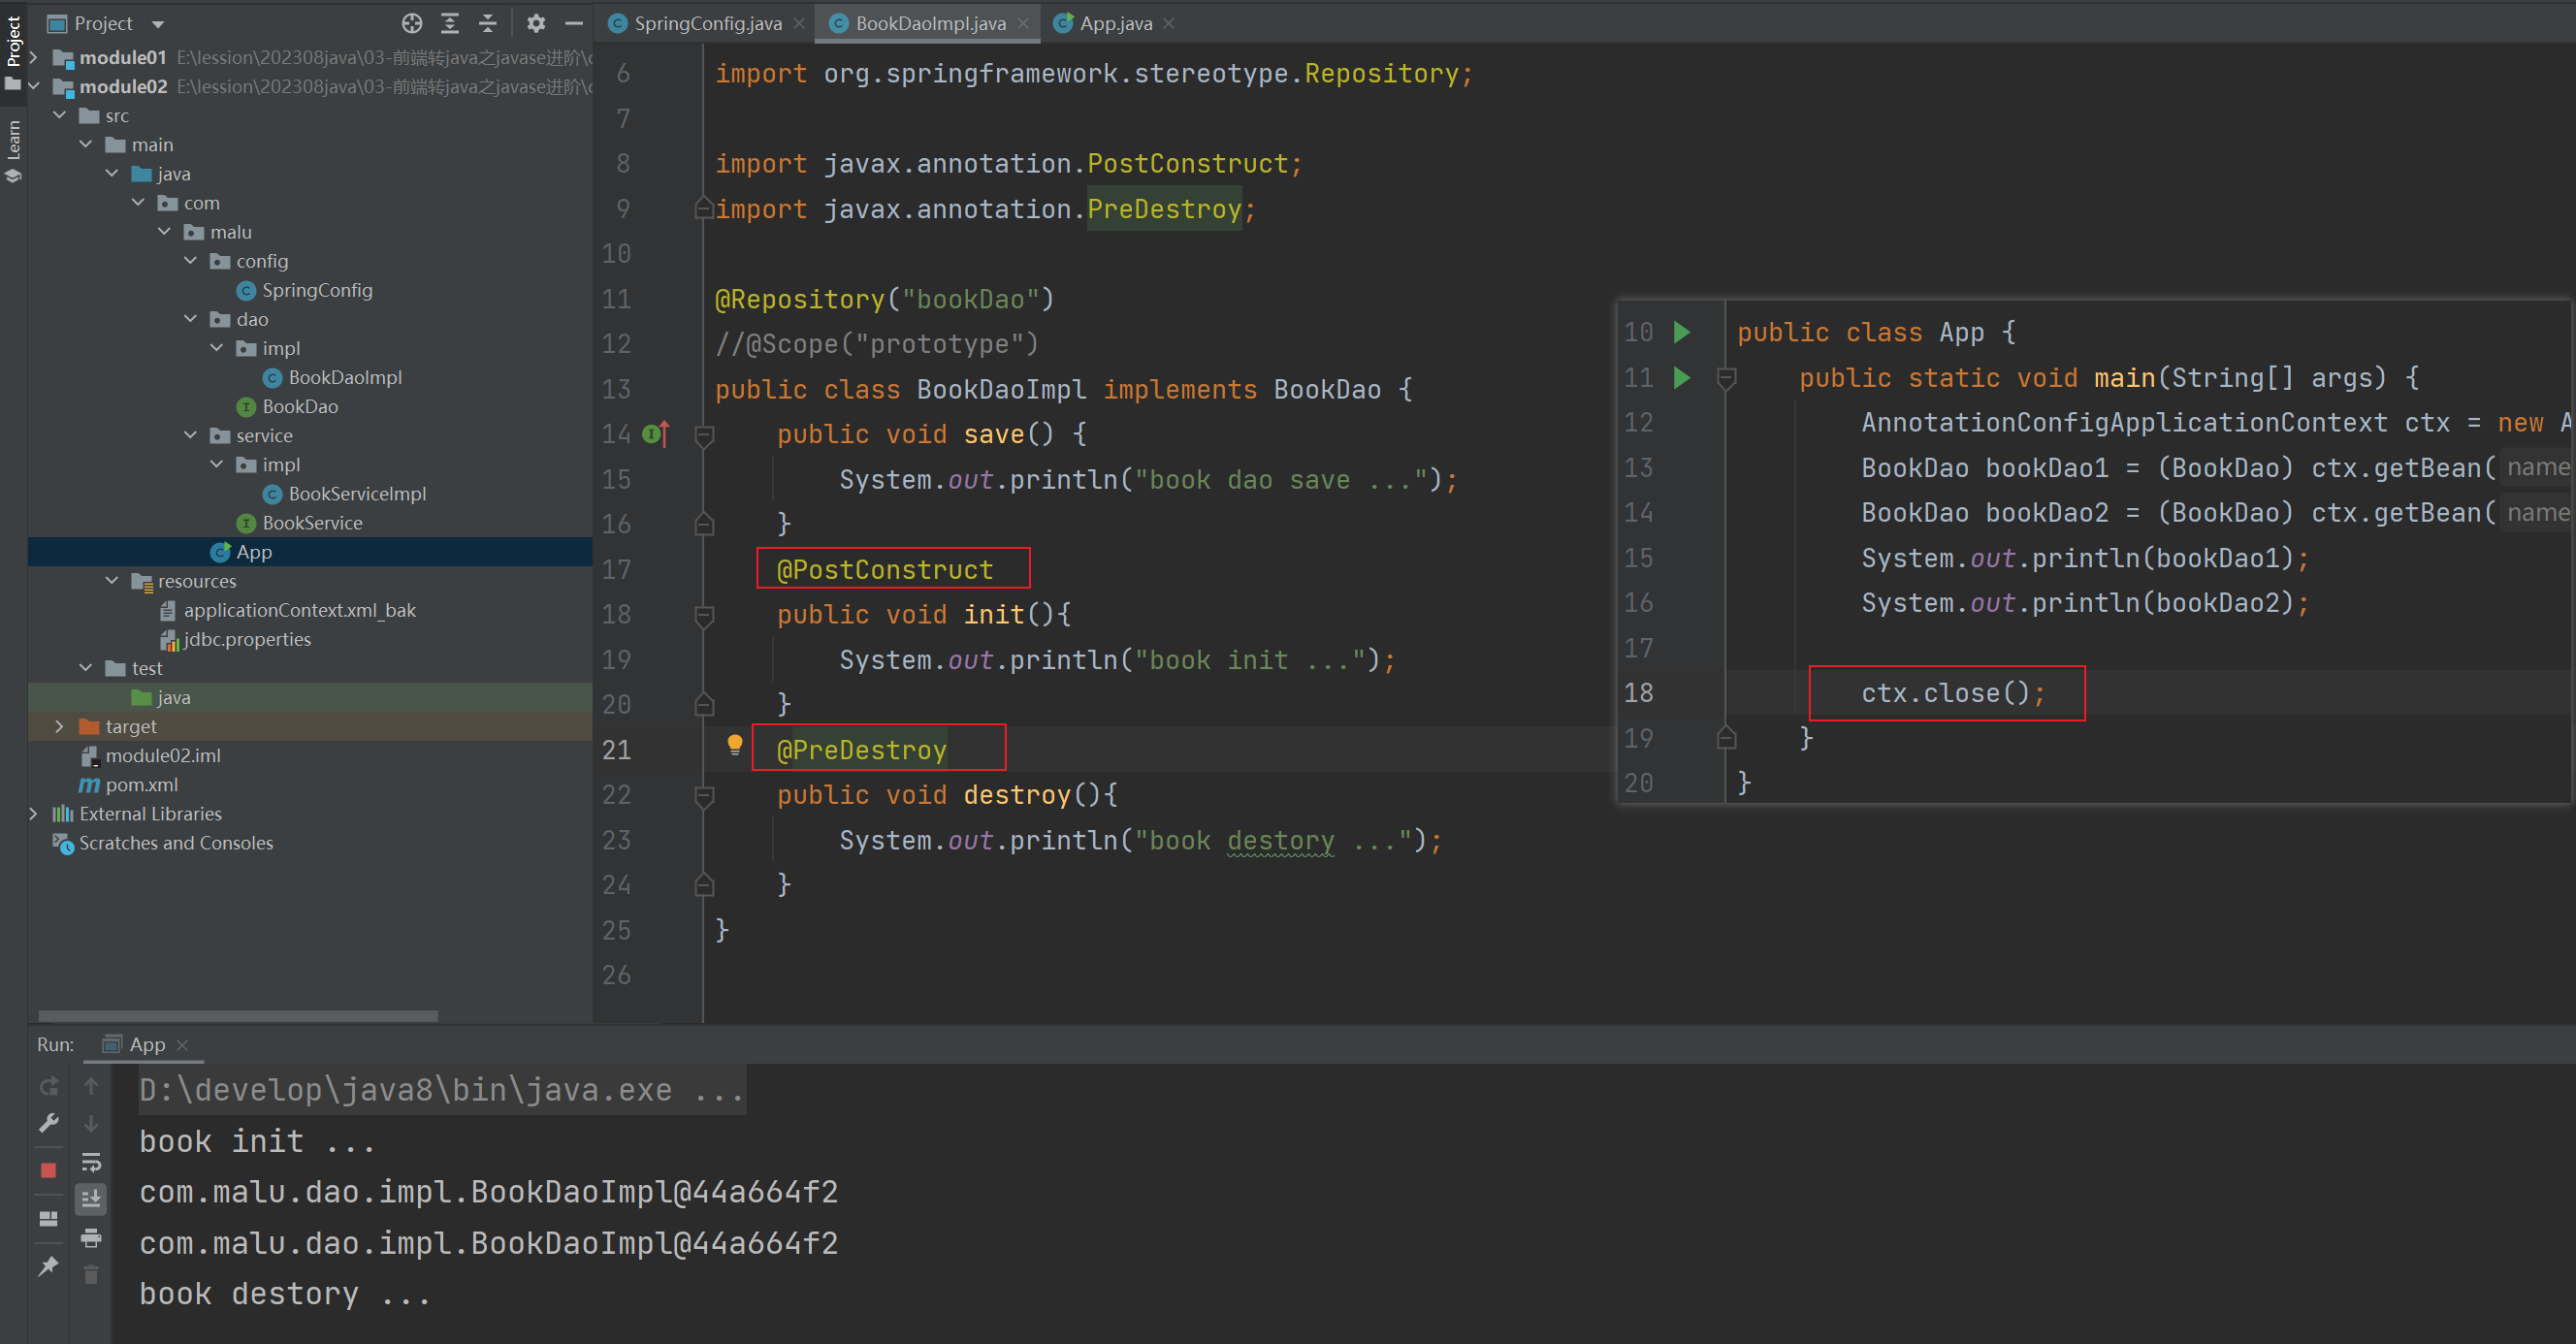 Project
Learn
Project
module01 E:\lession\202308java\03-前端转java之javase进阶\
module02 E:\lession\202308java\03-前端转java之javase进阶\
src
main
java
com
malu
config
SpringConfig
dao
impl
BookDaoImpl
BookDao
service
impl
BookServiceImpl
BookService
App
resources
applicationContext.xml_bak
jdbc.properties
test
java
target
module02.iml
pom.xml
External Libraries
Scratches and Consoles
SpringConfig.java
BookDaoImpl.java
App.java
6 import org.springframework.stereotype.Repository;
7
8 import javax.annotation.PostConstruct;
9 import javax.annotation.PreDestroy;
10
11 @Repository("bookDao")
12 //@Scope("prototype")
13 public class BookDaoImpl implements BookDao {
14 public void save() {
15 System.out.println("book dao save ...");
16 }
17 @PostConstruct
18 public void init(){
19 System.out.println("book init ...");
20 }
21 @PreDestroy
22 public void destroy(){
23 System.out.println("book destory ...");
24 }
25 }
26
10 public class App {
11 public static void main(String[] args) {
12 AnnotationConfigApplicationContext ctx = new A
13 BookDao bookDao1 = (BookDao) ctx.getBean( name
14 BookDao bookDao2 = (BookDao) ctx.getBean( name
15 System.out.println(bookDao1);
16 System.out.println(bookDao2);
17
18 ctx.close();
19 }
20 }
Run: App
D:\develop\java8\bin\java.exe ...
book init ...
com.malu.dao.impl.BookDaoImpl@44a664f2
com.malu.dao.impl.BookDaoImpl@44a664f2
book destory ...